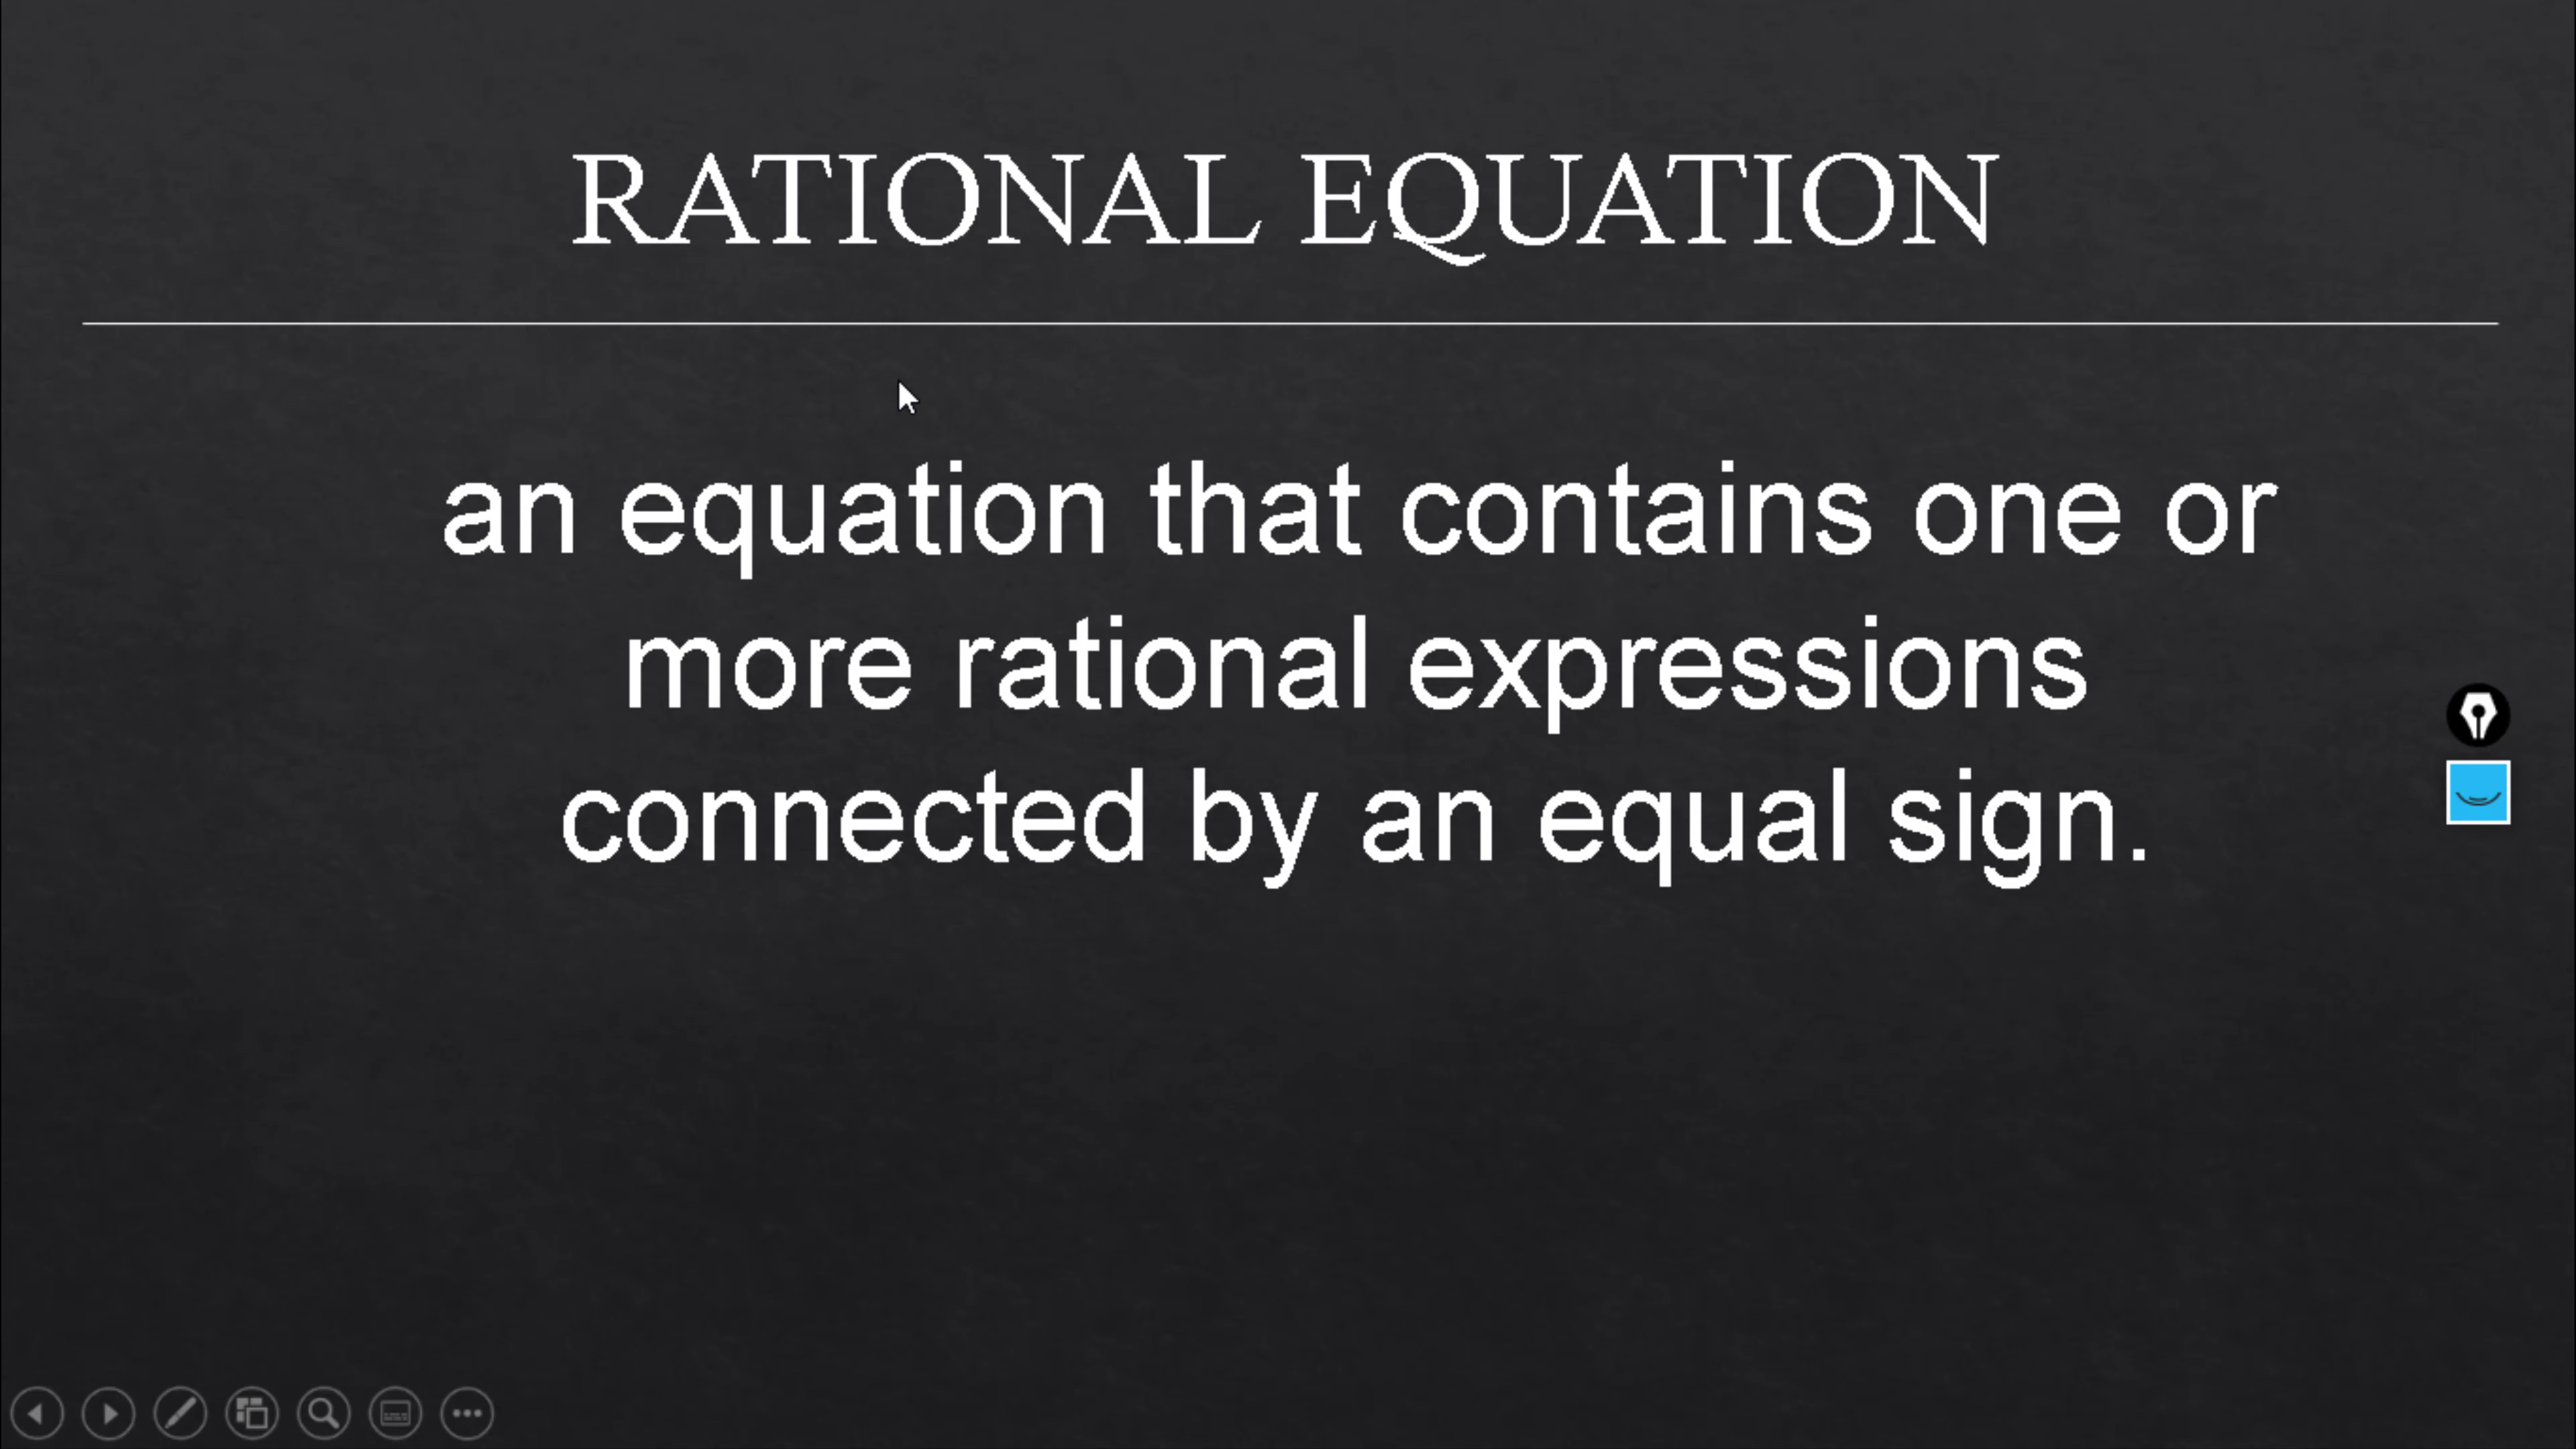 RATIONAL EQUATION
an equation that contains one or
more rational expressions
connected by an equal sign.